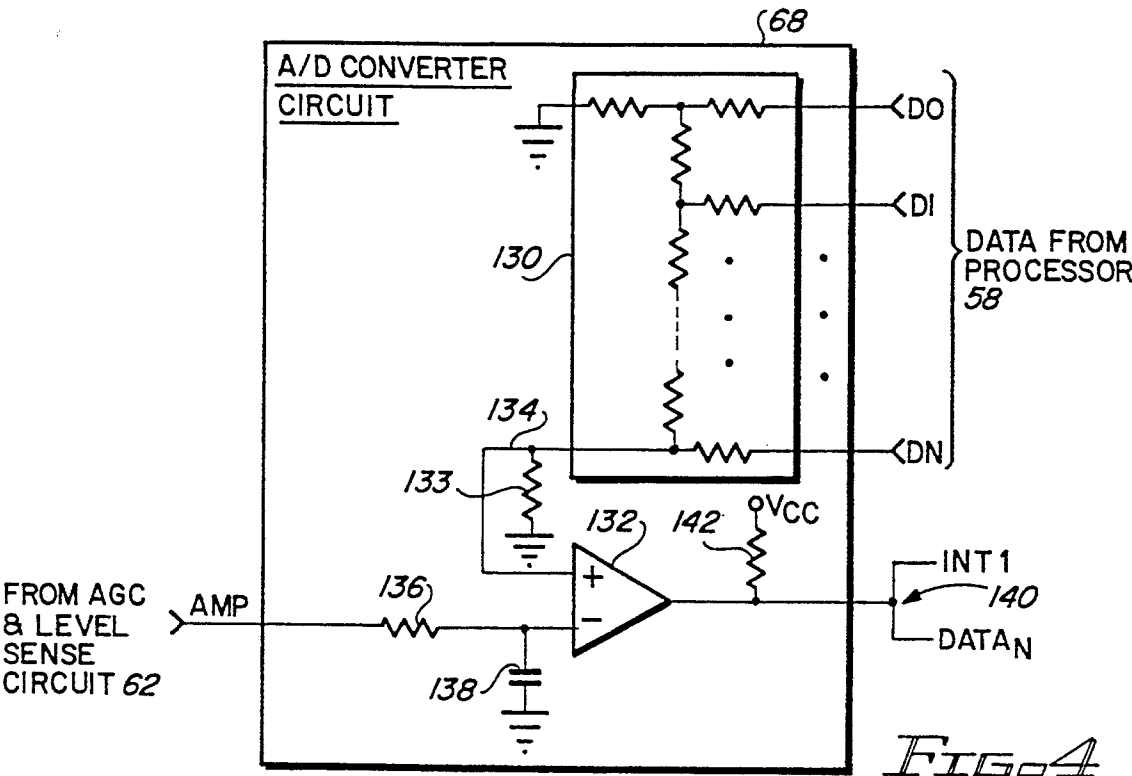 68
A/D CONVERTER
CIRCUIT
DO
DI
130
DATA FROM
PROCESSOR
58
134
DN
133
132
142
VCC
+
−
INT 1
140
DATAN
136
138
FROM AGC
& LEVEL
SENSE
CIRCUIT 62
AMP
FIG. 4